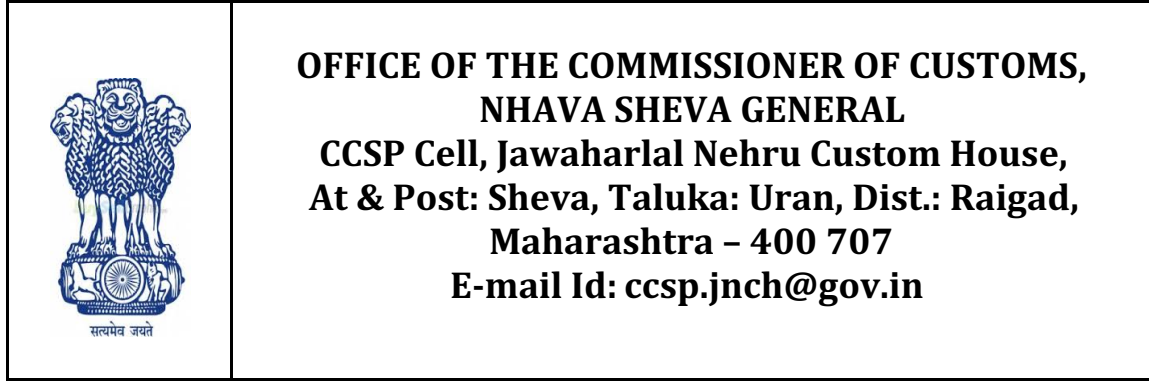 OFFICE OF THE COMMISSIONER OF CUSTOMS,
NHAVA SHEVA GENERAL
CCSP Cell, Jawaharlal Nehru Custom House,
At & Post: Sheva, Taluka: Uran, Dist.: Raigad,
Maharashtra – 400 707
E-mail Id: ccsp.jnch@gov.in
सत्यमेव जयते